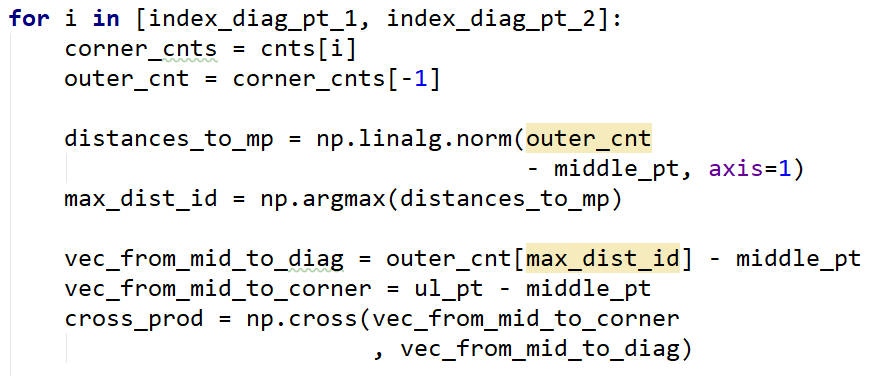 for i in [index_diag_pt_1, index_diag_pt_2]:
    corner_cnts = cnts[i]
    outer_cnt = corner_cnts[-1]

    distances_to_mp = np.linalg.norm(outer_cnt
                                     - middle_pt, axis=1)
    max_dist_id = np.argmax(distances_to_mp)

    vec_from_mid_to_diag = outer_cnt[max_dist_id] - middle_pt
    vec_from_mid_to_corner = ul_pt - middle_pt
    cross_prod = np.cross(vec_from_mid_to_corner
                          , vec_from_mid_to_diag)